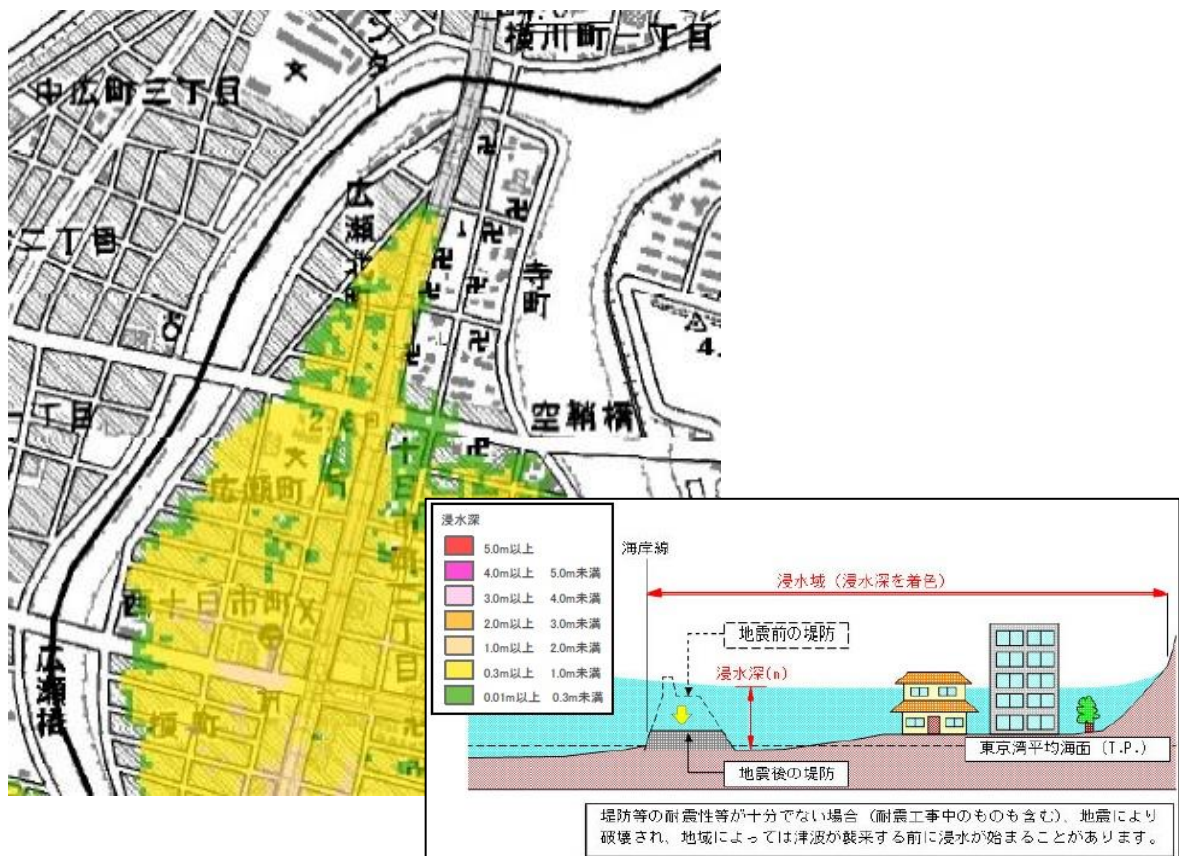 横川町一丁目
中広町三丁目
広瀬北町
二丁目
寺町
4.
丁目
空鞘橋
広瀬町
西十日市町
広瀬橋
榎町
浸水深
5.0m以上
4.0m以上 5.0m未満
3.0m以上 4.0m未満
2.0m以上 3.0m未満
1.0m以上 2.0m未満
0.3m以上 1.0m未満
0.01m以上 0.3m未満
海岸線
浸水域（浸水深を着色）
地震前の堤防
浸水深(m)
東京湾平均海面（T.P.）
地震後の堤防
堤防等の耐震性等が十分でない場合（耐震工事中のものも含む）、地震により
破壊され、地域によっては津波が襲来する前に浸水が始まることがあります。